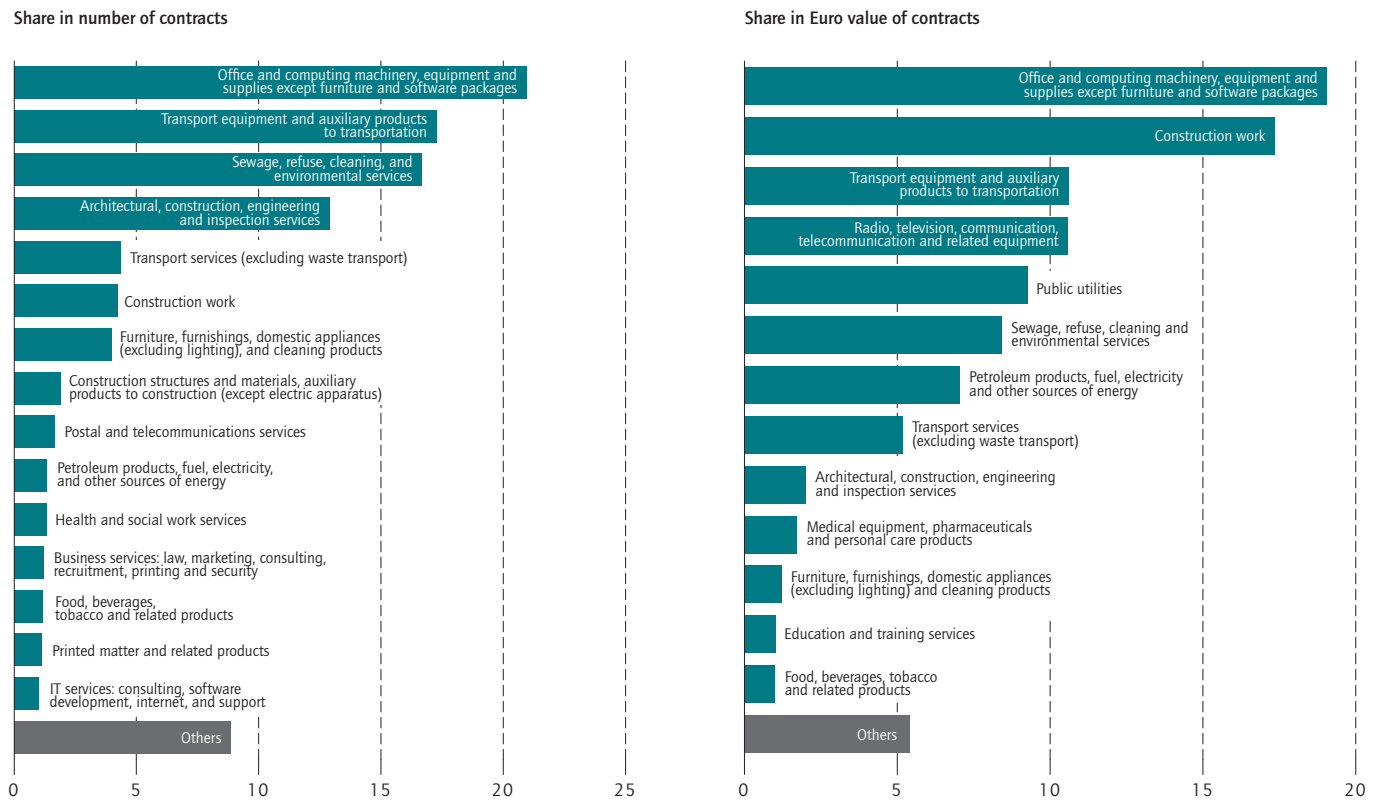 Share in number of contracts
Office and computing machinery, equipment and
supplies except furniture and software packages
Transport equipment and auxiliary products
to transportation
Sewage, refuse, cleaning, and
environmental services
Architectural, construction, engineering
and inspection services
Transport services (excluding waste transport)
Construction work
Furniture, furnishings, domestic appliances
(excluding lighting), and cleaning products
Construction structures and materials, auxiliary
products to construction (except electric apparatus)
Postal and telecommunications services
Petroleum products, fuel, electricity,
and other sources of energy
Health and social work services
Business services: law, marketing, consulting,
recruitment, printing and security
Food, beverages,
tobacco and related products
Printed matter and related products
IT services: consulting, software
development, internet, and support
Others
0 5 10 15 20 25
Share in Euro value of contracts
Office and computing machinery, equipment and
supplies except furniture and software packages
Construction work
Transport equipment and auxiliary
products to transportation
Radio, television, communication,
telecommunication and related equipment
Public utilities
Sewage, refuse, cleaning and
environmental services
Petroleum products, fuel, electricity
and other sources of energy
Transport services
(excluding waste transport)
Architectural, construction, engineering
and inspection services
Medical equipment, pharmaceuticals
and personal care products
Furniture, furnishings, domestic appliances
(excluding lighting) and cleaning products
Education and training services
Food, beverages, tobacco
and related products
Others
0 5 10 15 20